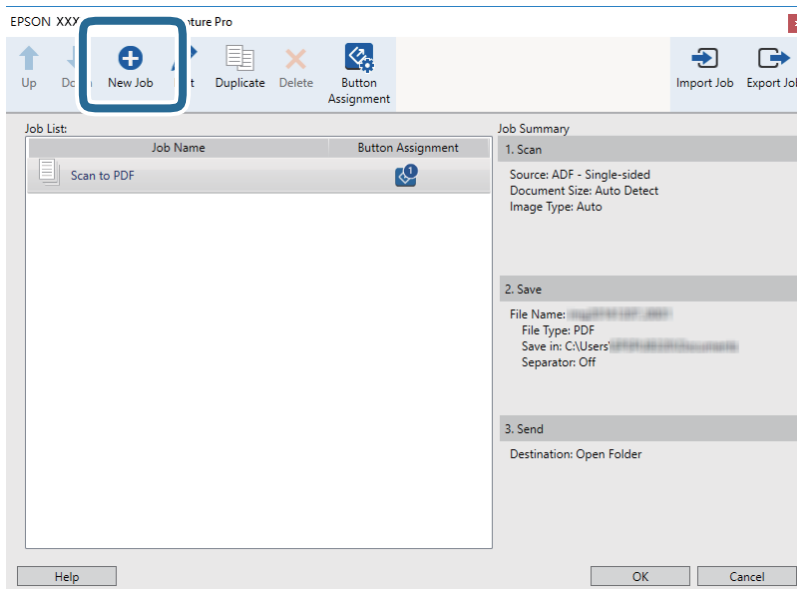 EPSON XXX ture Pro
Up
New Job
Duplicate
Delete
Button
Assignment
Import Job
Export Jo
Job List:
Job Name
Button Assignment
Scan to PDF
1
Job Summary
1. Scan
Source: ADF - Single-sided
Document Size: Auto Detect
Image Type: Auto
2. Save
File Name:
File Type: PDF
Save in: C:\Users\
Separator: Off
3. Send
Destination: Open Folder
Help
OK
Cancel